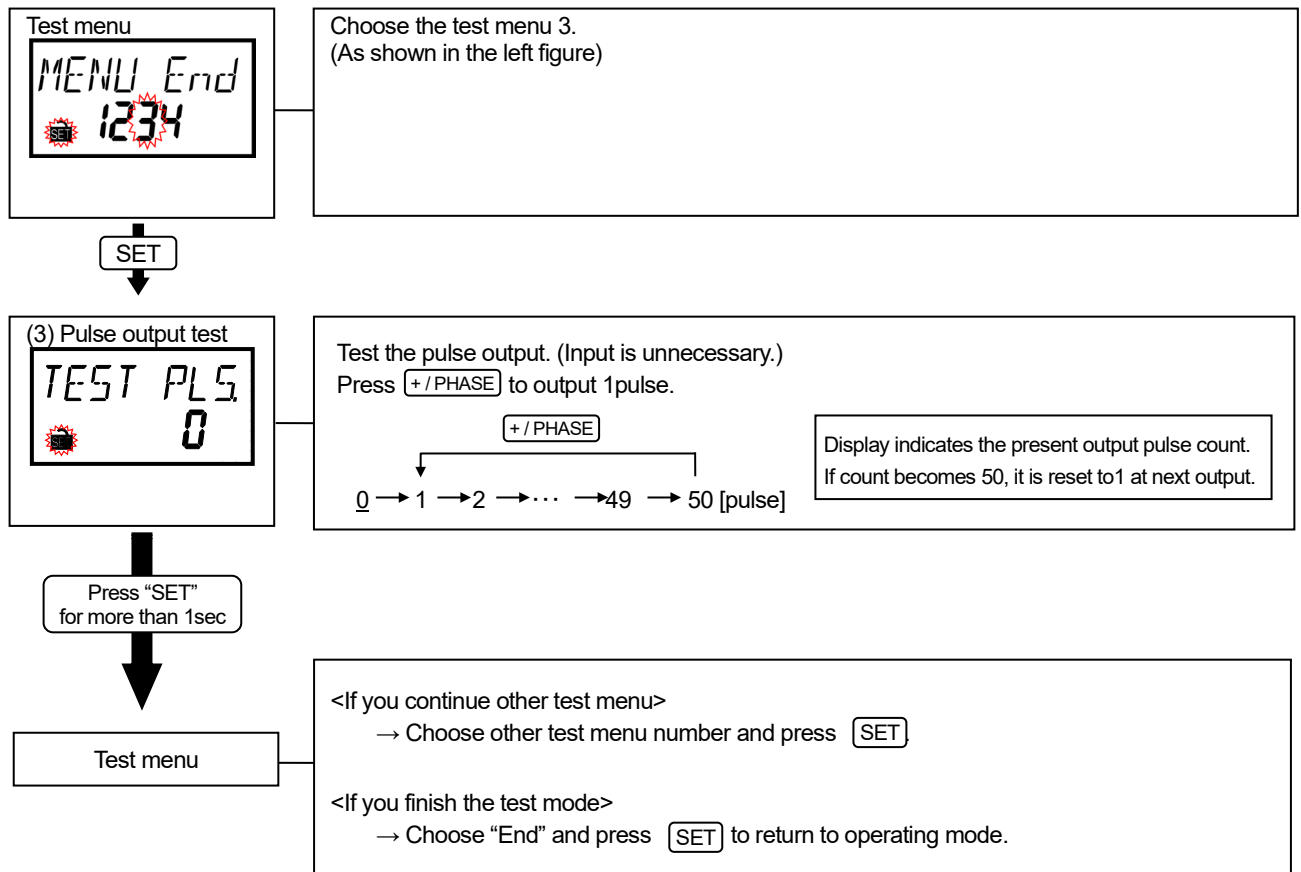 Test menu
MENU End
1234
SET
Choose the test menu 3.
(As shown in the left figure)
SET
(3) Pulse output test
TEST PLS.
0
SET
Test the pulse output. (Input is unnecessary.)
Press + / PHASE to output 1pulse.
+ / PHASE
0 → 1 → 2 → ··· → 49 → 50 [pulse]
Display indicates the present output pulse count.
If count becomes 50, it is reset to1 at next output.
Press “SET”
for more than 1sec
Test menu
<If you continue other test menu>
→ Choose other test menu number and press SET.
<If you finish the test mode>
→ Choose “End” and press SET to return to operating mode.